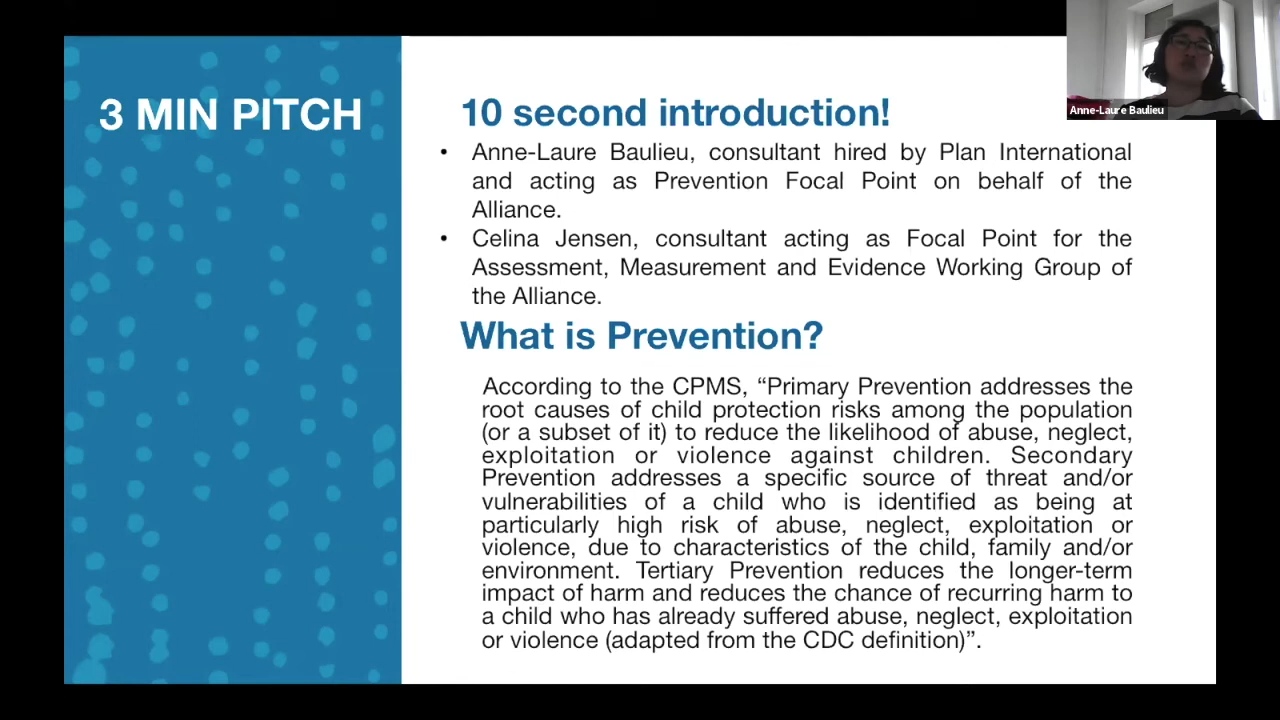 3 MIN PITCH
10 second introduction!
• Anne-Laure Baulieu, consultant hired by Plan International
and acting as Prevention Focal Point on behalf of the
Alliance.
• Celina Jensen, consultant acting as Focal Point for the
Assessment, Measurement and Evidence Working Group of
the Alliance.
What is Prevention?
According to the CPMS, “Primary Prevention addresses the
root causes of child protection risks among the population
(or a subset of it) to reduce the likelihood of abuse, neglect,
exploitation or violence against children. Secondary
Prevention addresses a specific source of threat and/or
vulnerabilities of a child who is identified as being at
particularly high risk of abuse, neglect, exploitation or
violence, due to characteristics of the child, family and/or
environment. Tertiary Prevention reduces the longer-term
impact of harm and reduces the chance of recurring harm to
a child who has already suffered abuse, neglect, exploitation
or violence (adapted from the CDC definition)”.
Anne-Laure Baulieu